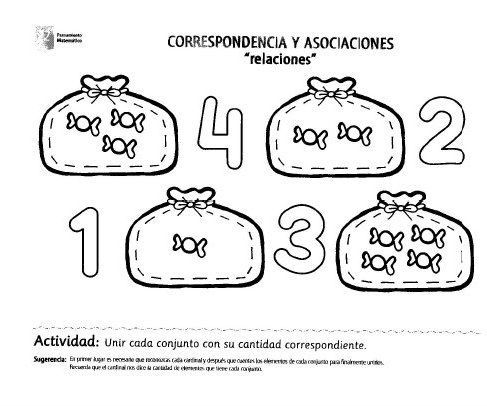 Pensamiento
Matemático
CORRESPONDENCIA Y ASOCIACIONES
"relaciones"
4 2
1 3
Actividad: Unir cada conjunto con su cantidad correspondiente.
Sugerencia: En primer lugar es necesario que reconozcas cada cardinal y después que cuentes los elementos de cada conjunto para finalmente unirlos.
Recuerda que el cardinal nos dice la cantidad de elementos que tiene cada conjunto.